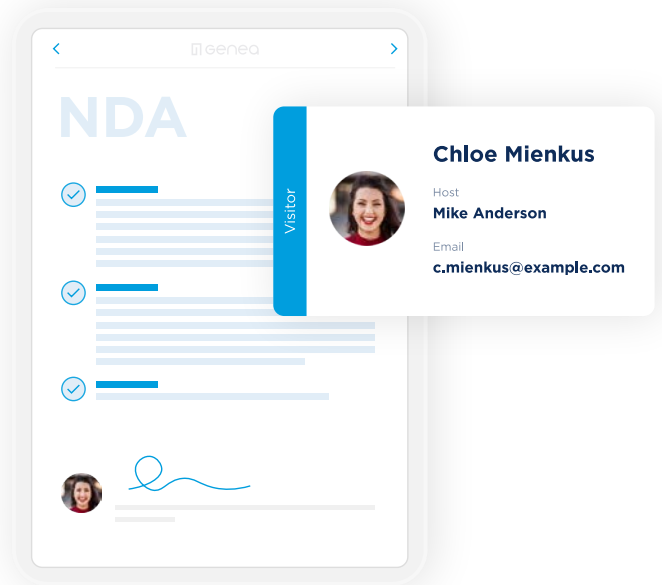 genea
NDA
Visitor
Chloe Mienkus
Host
Mike Anderson
Email
c.mienkus@example.com